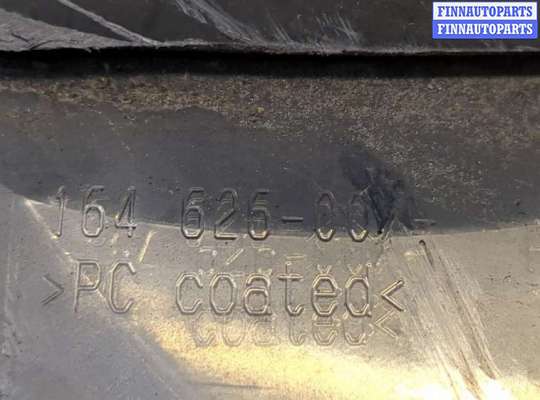 FINNAUTOPARTS
FINNAUTOPARTS
164 626-00
>PC coated<